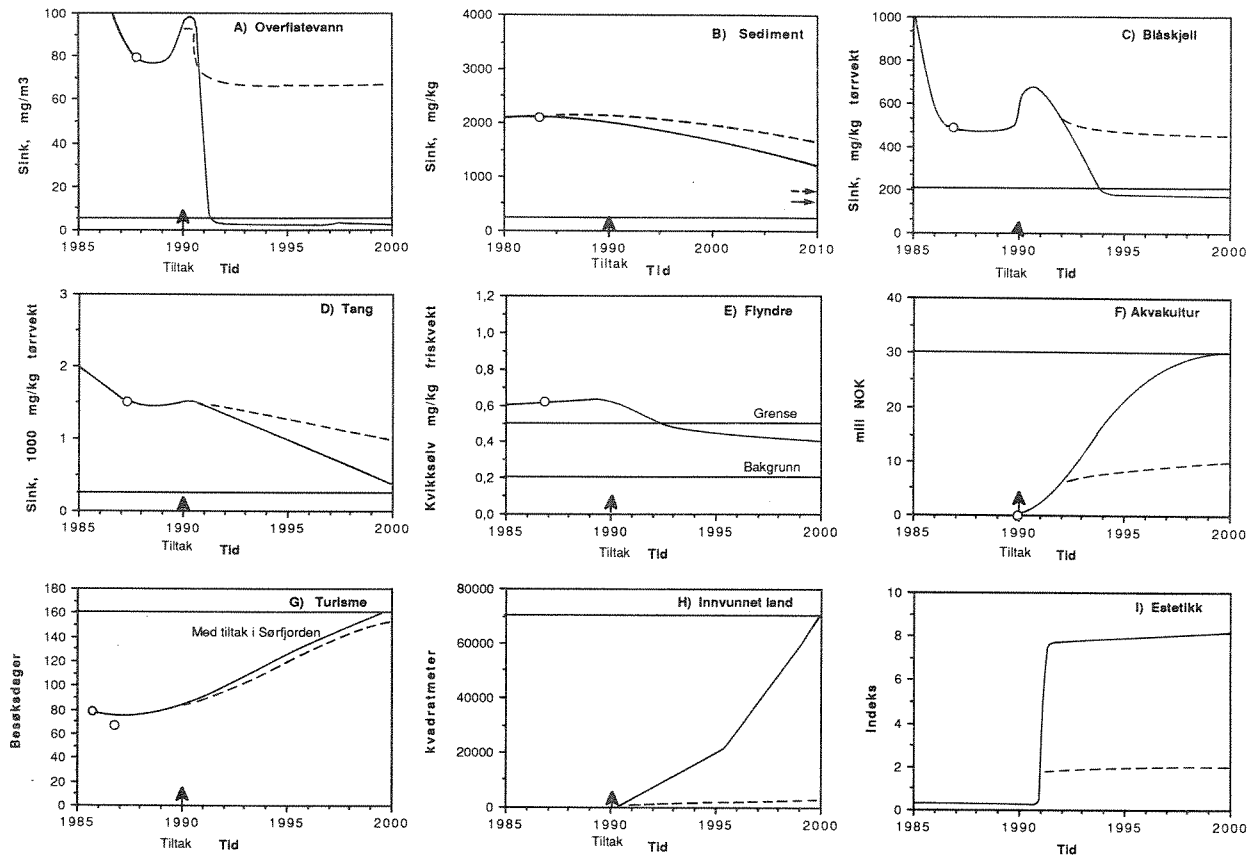 A) Overflatevann
Sink, mg/m3
100
80
60
40
20
0
1985
1990
1995
2000
Tiltak
Tid
B) Sediment
Sink, mg/kg
4000
3000
2000
1000
0
1980
1990
2000
2010
Tiltak
Tid
C) Blåskjell
Sink, mg/kg tørrvekt
1000
800
600
400
200
0
1985
1990
1995
2000
Tiltak
Tid
D) Tang
Sink, 1000 mg/kg tørrvekt
3
2
1
0
1985
1990
1995
2000
Tiltak
Tid
E) Flyndre
Kvikksølv mg/kg friskvekt
1,2
1,0
0,8
0,6
0,4
0,2
0,0
Grense
Bakgrunn
1985
1990
1995
2000
Tiltak
Tid
F) Akvakultur
mill NOK
40
30
20
10
0
1985
1990
1995
2000
Tiltak
Tid
G) Turisme
Besøksdager
180
160
140
120
100
80
60
40
20
0
Med tiltak i Sørfjorden
1985
1990
1995
2000
Tiltak
Tid
H) Innvunnet land
kvadratmeter
80000
60000
40000
20000
0
1985
1990
1995
2000
Tiltak
Tid
I) Estetikk
Indeks
10
8
6
4
2
0
1985
1990
1995
2000
Tid